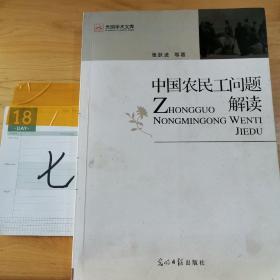 光明学术文库
张跃进 等著
中国农民工问题
解读
ZHONGGUO
NONGMINGONG WENTI
JIEDU
18
-DAY-
七
光明日报出版社